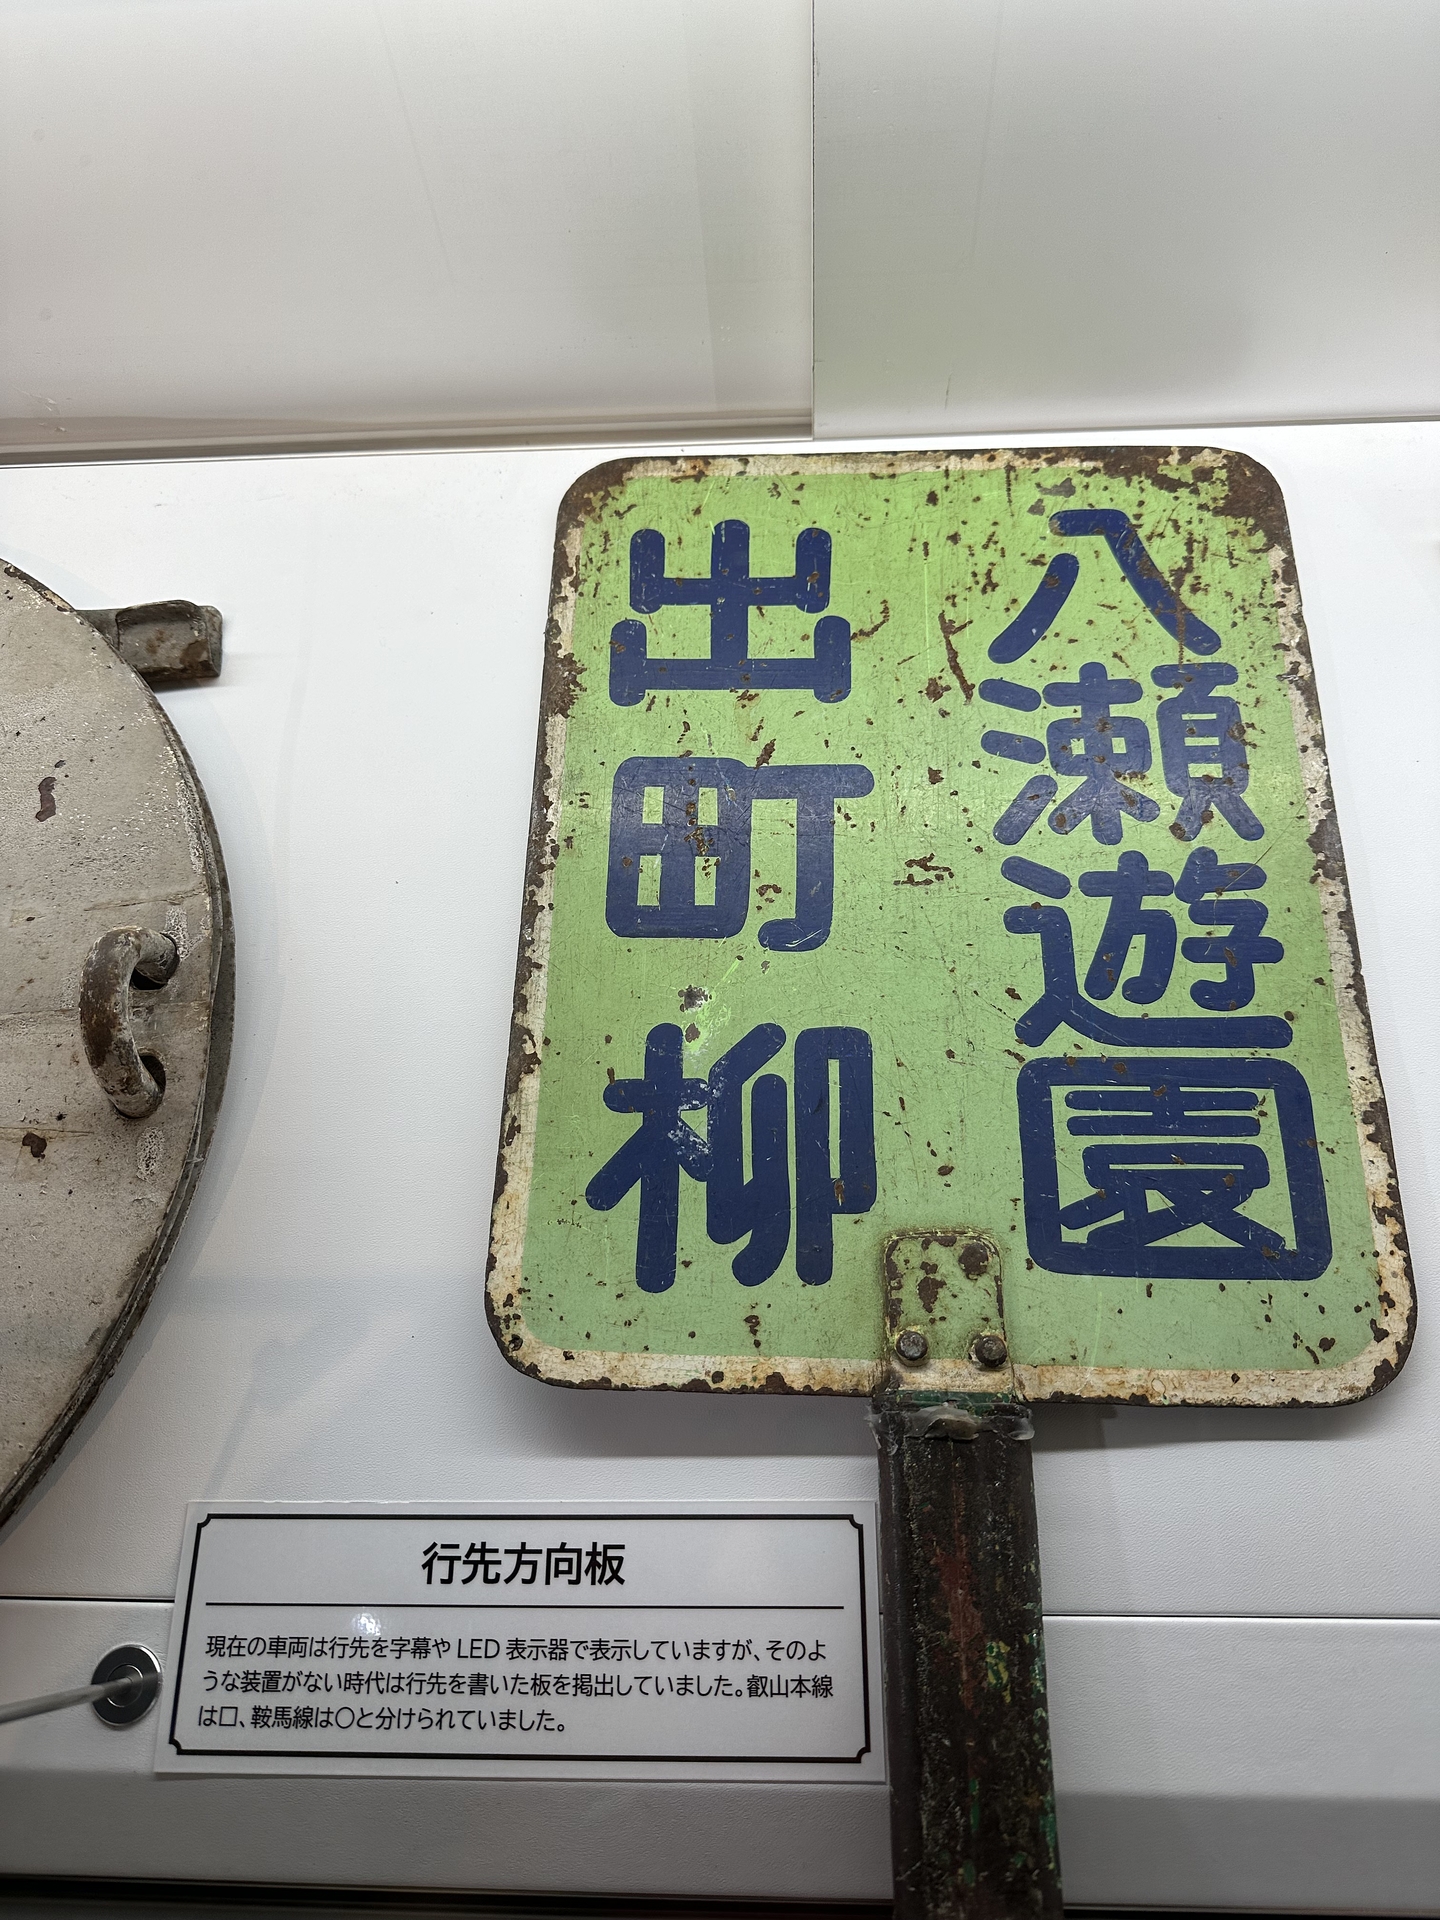 八瀬遊園
出町柳
行先方向板
現在の車両は行先を字幕や LED 表示器で表示していますが、そのよ
うな装置がない時代は行先を書いた板を掲出していました。叡山本線
は□、鞍馬線は○と分けられていました。